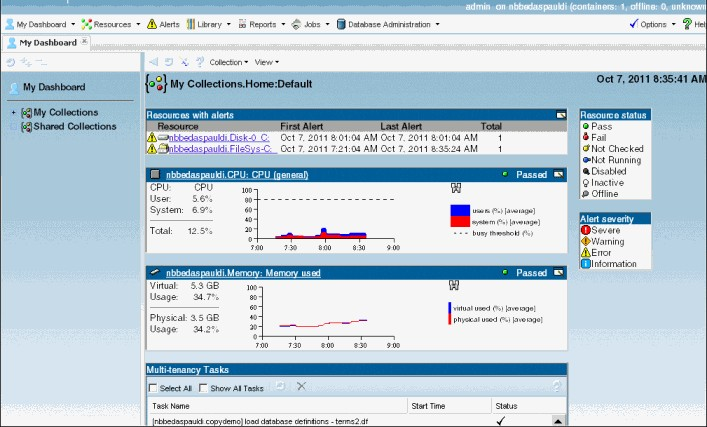 admin on nbbedaspauldi (containers: 1, offline: 0, unknown
My Dashboard Resources Alerts Library Reports Jobs Database Administration Options Help
My Dashboard
Collection View
My Dashboard
My Collections.Home:Default
Oct 7, 2011 8:35:41 AM
My Collections
Shared Collections
Resources with alerts
Resource First Alert Last Alert Total
nbbedaspauldi.Disk-0 C: Oct 7, 2011 8:01:04 AM Oct 7, 2011 8:01:04 AM 1
nbbedaspauldi.FileSys-C: Oct 7, 2011 7:21:04 AM Oct 7, 2011 8:35:24 AM 1
Resource status
Pass
Fail
Not Checked
Not Running
Disabled
Inactive
Offline
nbbedaspauldi.CPU: CPU (general) Passed
CPU: CPU
User: 5.6%
System: 6.9%
Total: 12.5%
100
80
60
40
20
0
7:00 7:30 8:00 8:30 9:00
users (%) [average]
system (%) [average]
busy threshold (%)
Alert severity
Severe
Warning
Error
Information
nbbedaspauldi.Memory: Memory used Passed
Virtual: 5.3 GB
Usage: 34.7%
Physical: 3.5 GB
Usage: 34.2%
100
80
60
40
20
0
7:00 7:30 8:00 8:30 9:00
virtual used (%) [average]
physical used (%) [average]
Multi-tenancy Tasks
Select All Show All Tasks
Task Name Start Time Status
[nbbedaspauldi.copydemo] load database definitions - terms2.df